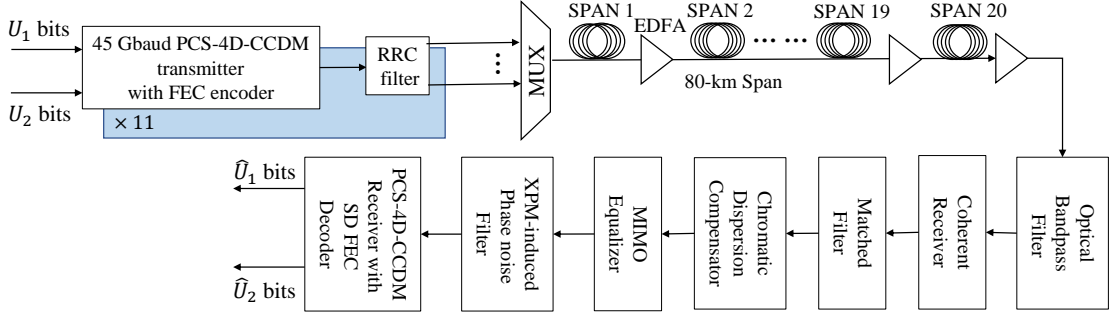 U₁ bits
U₂ bits
45 Gbaud PCS-4D-CCDM
transmitter
with FEC encoder
× 11
RRC
filter
⋮
MUX
SPAN 1
EDFA
SPAN 2
80-km Span
⋯ ⋯
SPAN 19
SPAN 20
Optical
Bandpass
Filter
Coherent
Receiver
Matched
Filter
Chromatic
Dispersion
Compensator
MIMO
Equalizer
XPM-induced
Phase noise
Filter
PCS-4D-CCDM
Receiver with
SD FEC
Decoder
Û₁ bits
Û₂ bits